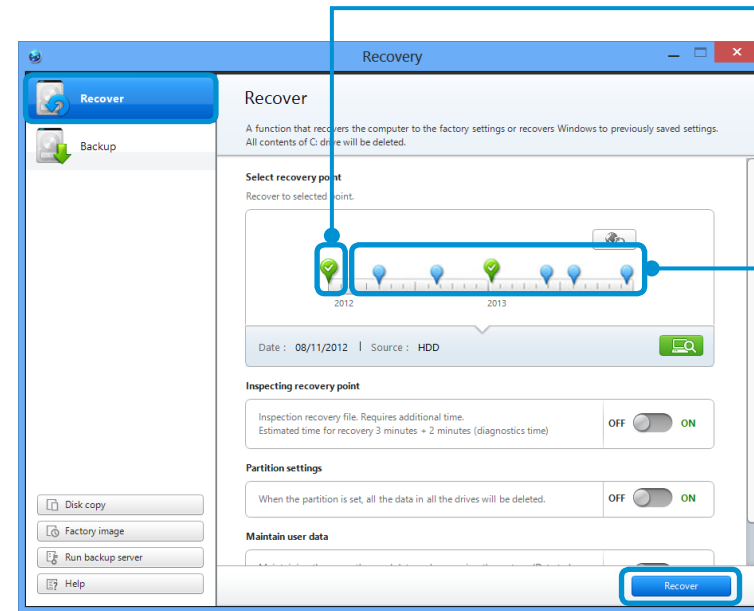 Recovery
Recover
Backup
Recover
A function that recovers the computer to the factory settings or recovers Windows to previously saved settings.
All contents of C: drive will be deleted.
Select recovery point
Recover to selected point.
2012
2013
Date : 08/11/2012 | Source : HDD
Inspecting recovery point
Inspection recovery file. Requires additional time.
Estimated time for recovery 3 minutes + 2 minutes (diagnostics time)
OFF ON
Partition settings
When the partition is set, all the data in all the drives will be deleted.
OFF ON
Maintain user data
Disk copy
Factory image
Run backup server
Help
Recover